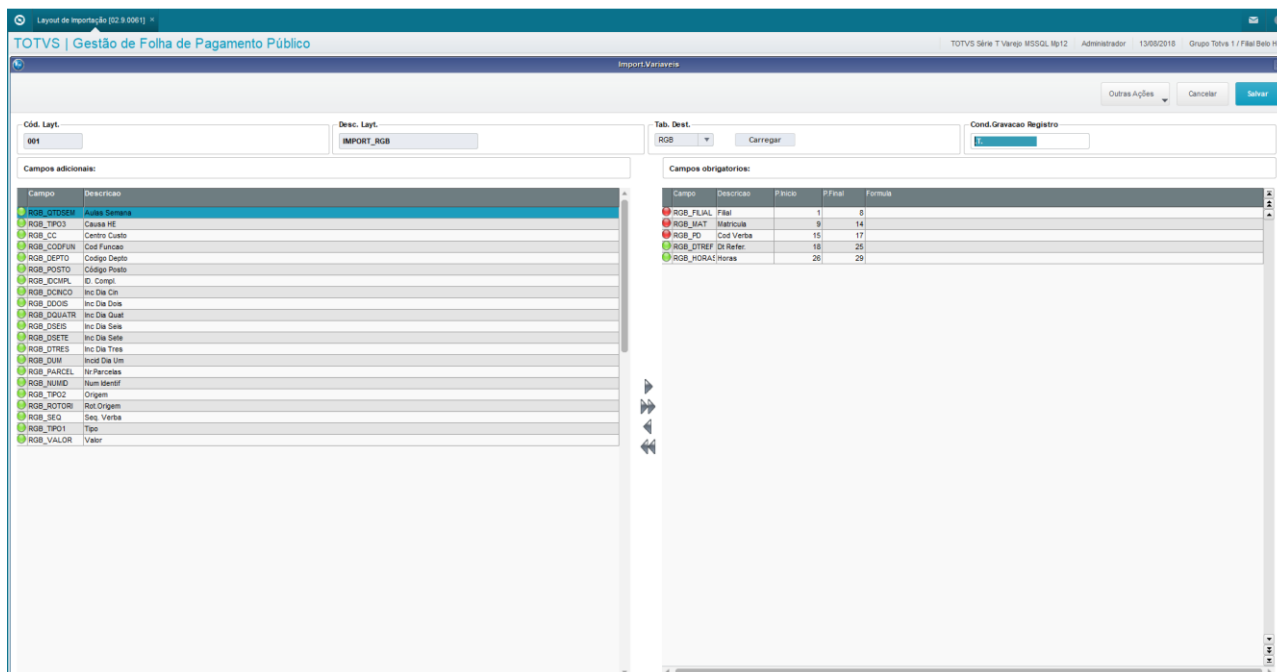 Layout de Importação [02.9.0061] ×
TOTVS | Gestão de Folha de Pagamento Público
TOTVS Série T Varejo MSSQL Mp12 Administrador 13/08/2018 Grupo Totvs 1 / Filial Belo H
Import.Variaveis
Outras Ações Cancelar Salvar
Cód. Layt. Desc. Layt. Tab. Dest. Cond.Gravacao Registro
001 IMPORT_RGB RGB Carregar .T.
Campos adicionais: Campos obrigatorios:
Campo Descricao Campo Descricao P.Inicio P.Final Formula
RGB_QTDSEM Aulas Semana RGB_FILIAL Filial 1 8
RGB_TIPO3 Causa HE RGB_MAT Matricula 9 14
RGB_CC Centro Custo RGB_PD Cod Verba 15 17
RGB_CODFUN Cod Funcao RGB_DTREF Dt Refer. 18 25
RGB_DEPTO Codigo Depto RGB_HORAS Horas 26 29
RGB_POSTO Código Posto
RGB_IDCMPL ID. Compl.
RGB_DCINCO Inc Dia Cin
RGB_DDOIS Inc Dia Dois
RGB_DQUATR Inc Dia Quat
RGB_DSEIS Inc Dia Seis
RGB_DSETE Inc Dia Sete
RGB_DTRES Inc Dia Tres
RGB_DUM Incid Dia Um
RGB_PARCEL Nr.Parcelas
RGB_NUMID Num Identif
RGB_TIPO2 Origem
RGB_ROTORI Rot.Origem
RGB_SEQ Seq. Verba
RGB_TIPO1 Tipo
RGB_VALOR Valor